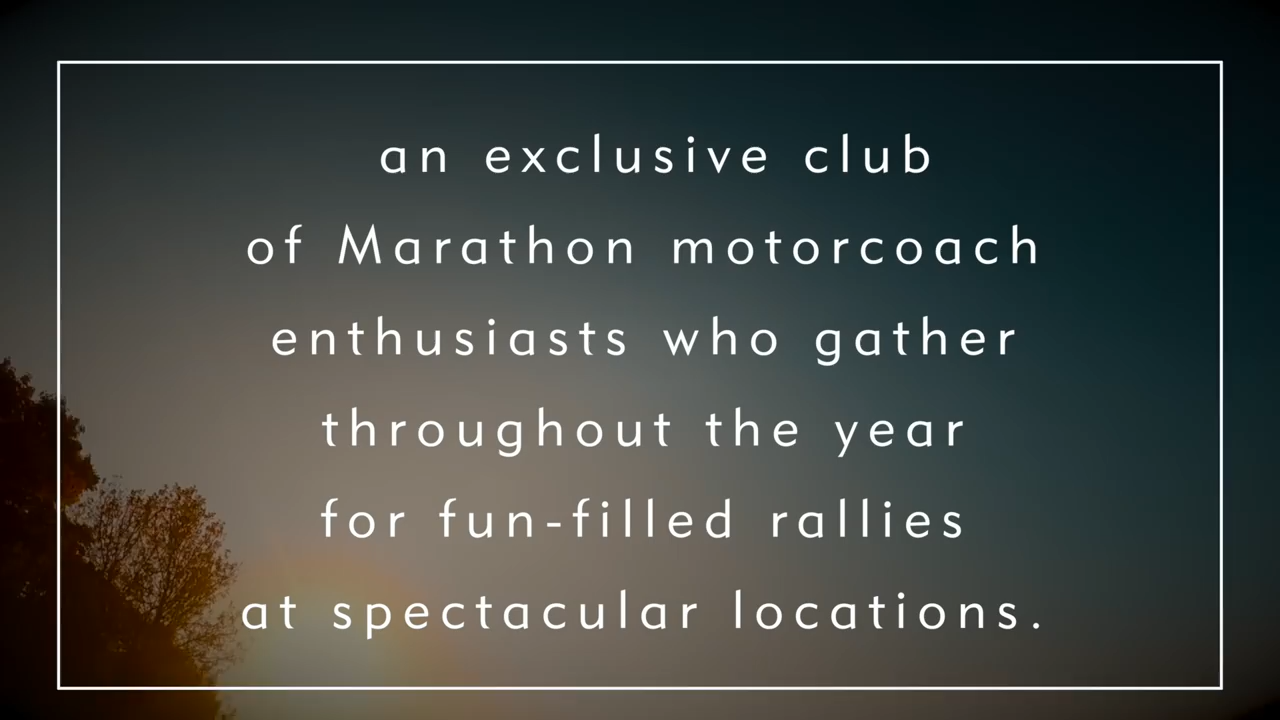 an exclusive club
of Marathon motorcoach
enthusiasts who gather
throughout the year
for fun-filled rallies
at spectacular locations.